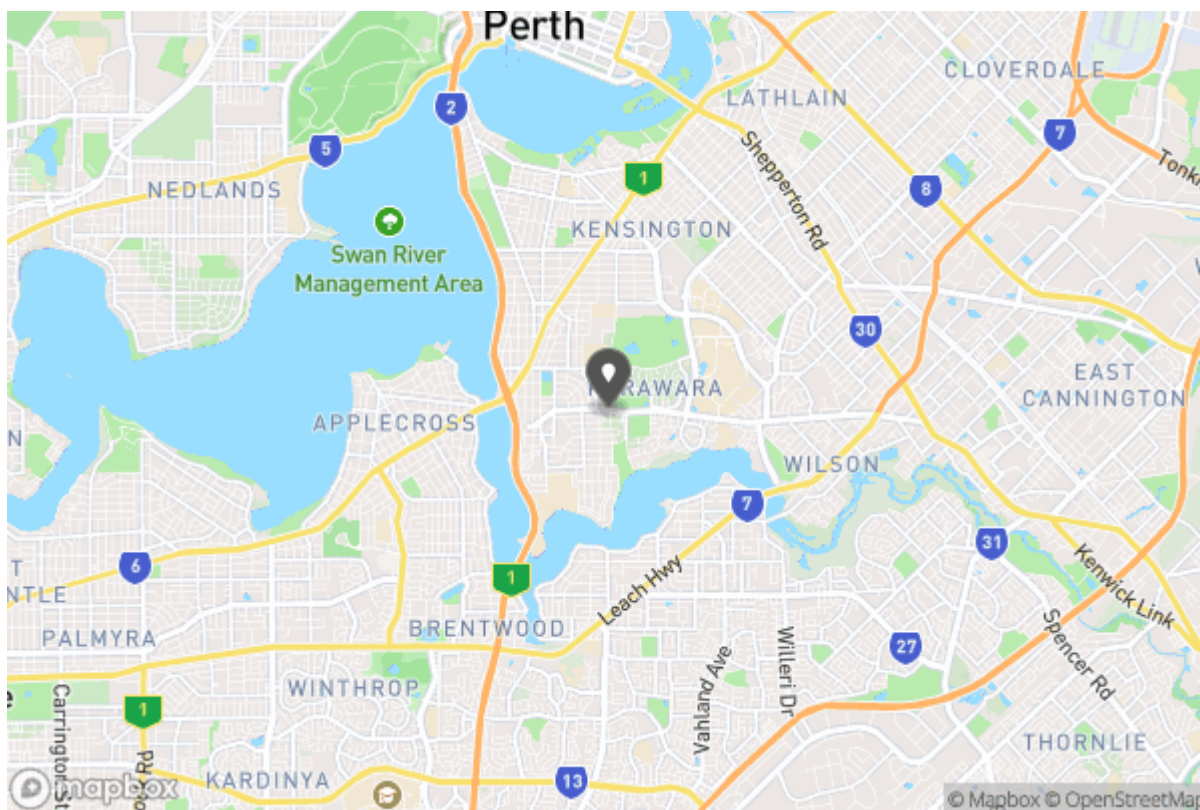 Perth
CLOVERDALE
LATHLAIN
2
7
5
1
Shepperton Rd
8
NEDLANDS
KENSINGTON
Swan River
Management Area
30
EAST
CANNINGTON
APPLECROSS
WILSON
7
31
6
1
Leach Hwy
Kenwick Link
PALMYRA
BRENTWOOD
27
Spencer Rd
Willeri Dr
Vahland Ave
WINTHROP
1
Carrington St
THORNLIE
KARDINYA
13
mapbox
© Mapbox © OpenStreetMap